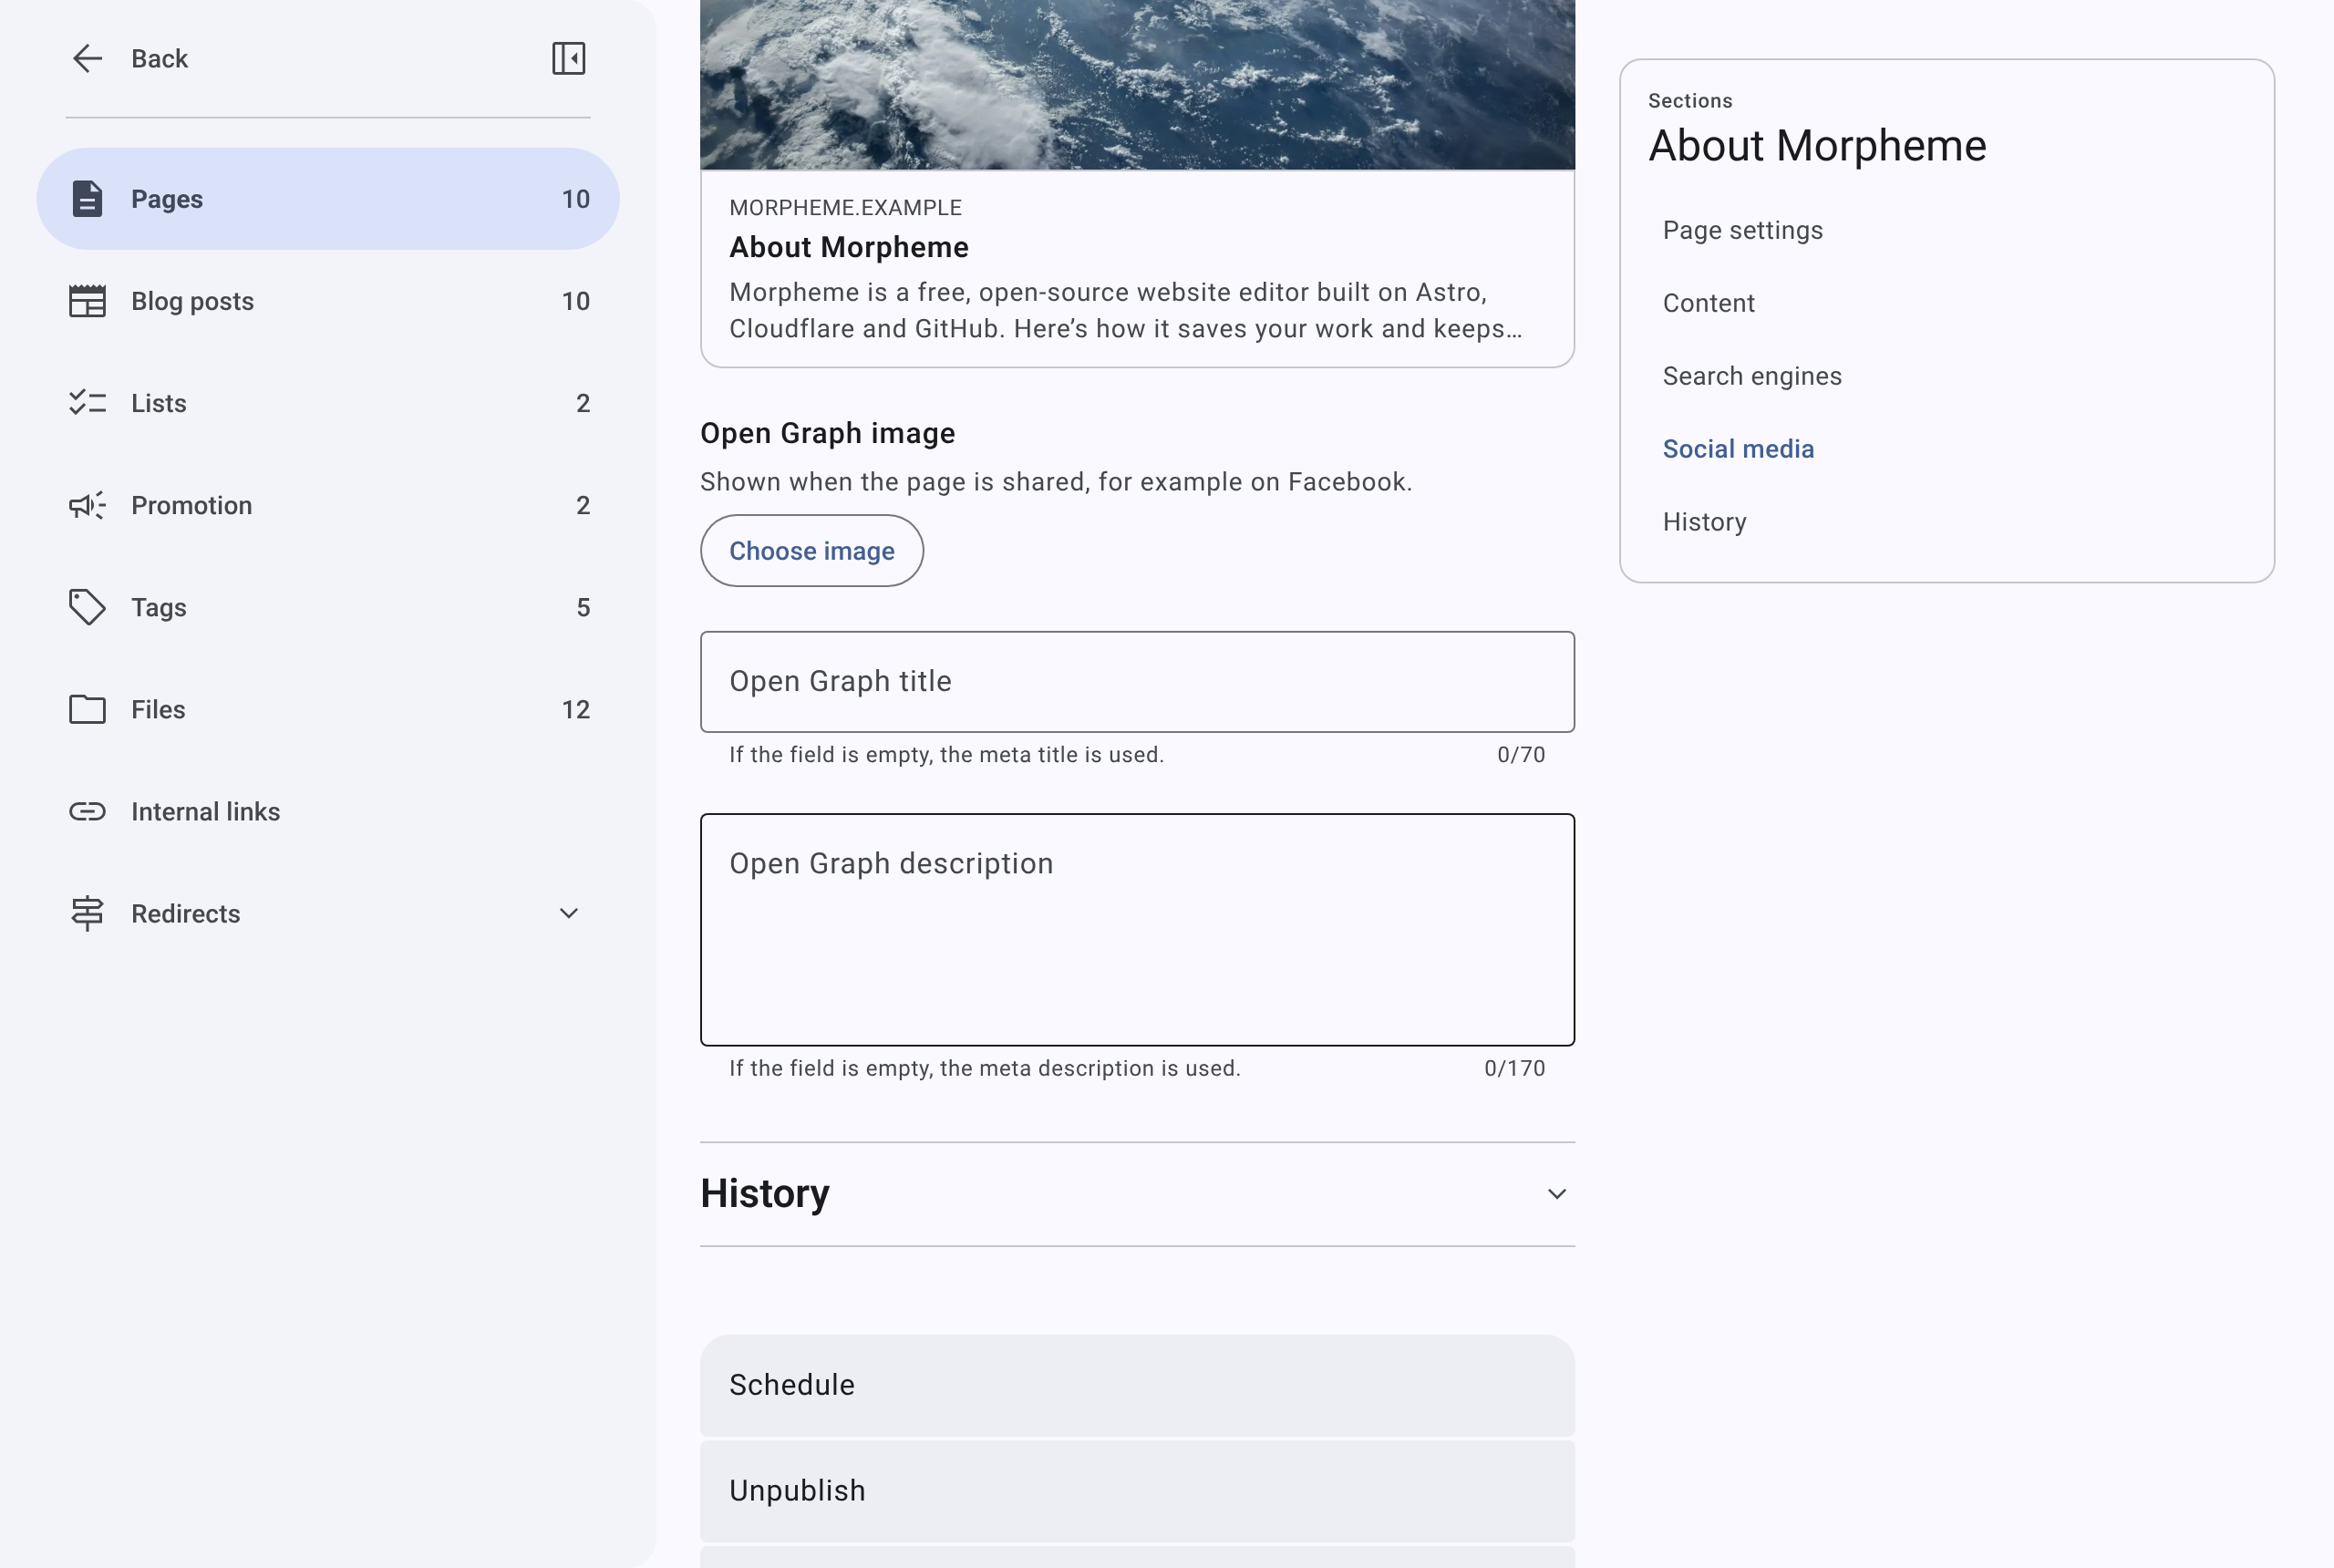 Back
Pages 10
Blog posts 10
Lists 2
Promotion 2
Tags 5
Files 12
Internal links
Redirects
MORPHEME.EXAMPLE
About Morpheme
Morpheme is a free, open-source website editor built on Astro,
Cloudflare and GitHub. Here’s how it saves your work and keeps…
Open Graph image
Shown when the page is shared, for example on Facebook.
Choose image
Open Graph title
If the field is empty, the meta title is used. 0/70
Open Graph description
If the field is empty, the meta description is used. 0/170
History
Schedule
Unpublish
Sections
About Morpheme
Page settings
Content
Search engines
Social media
History